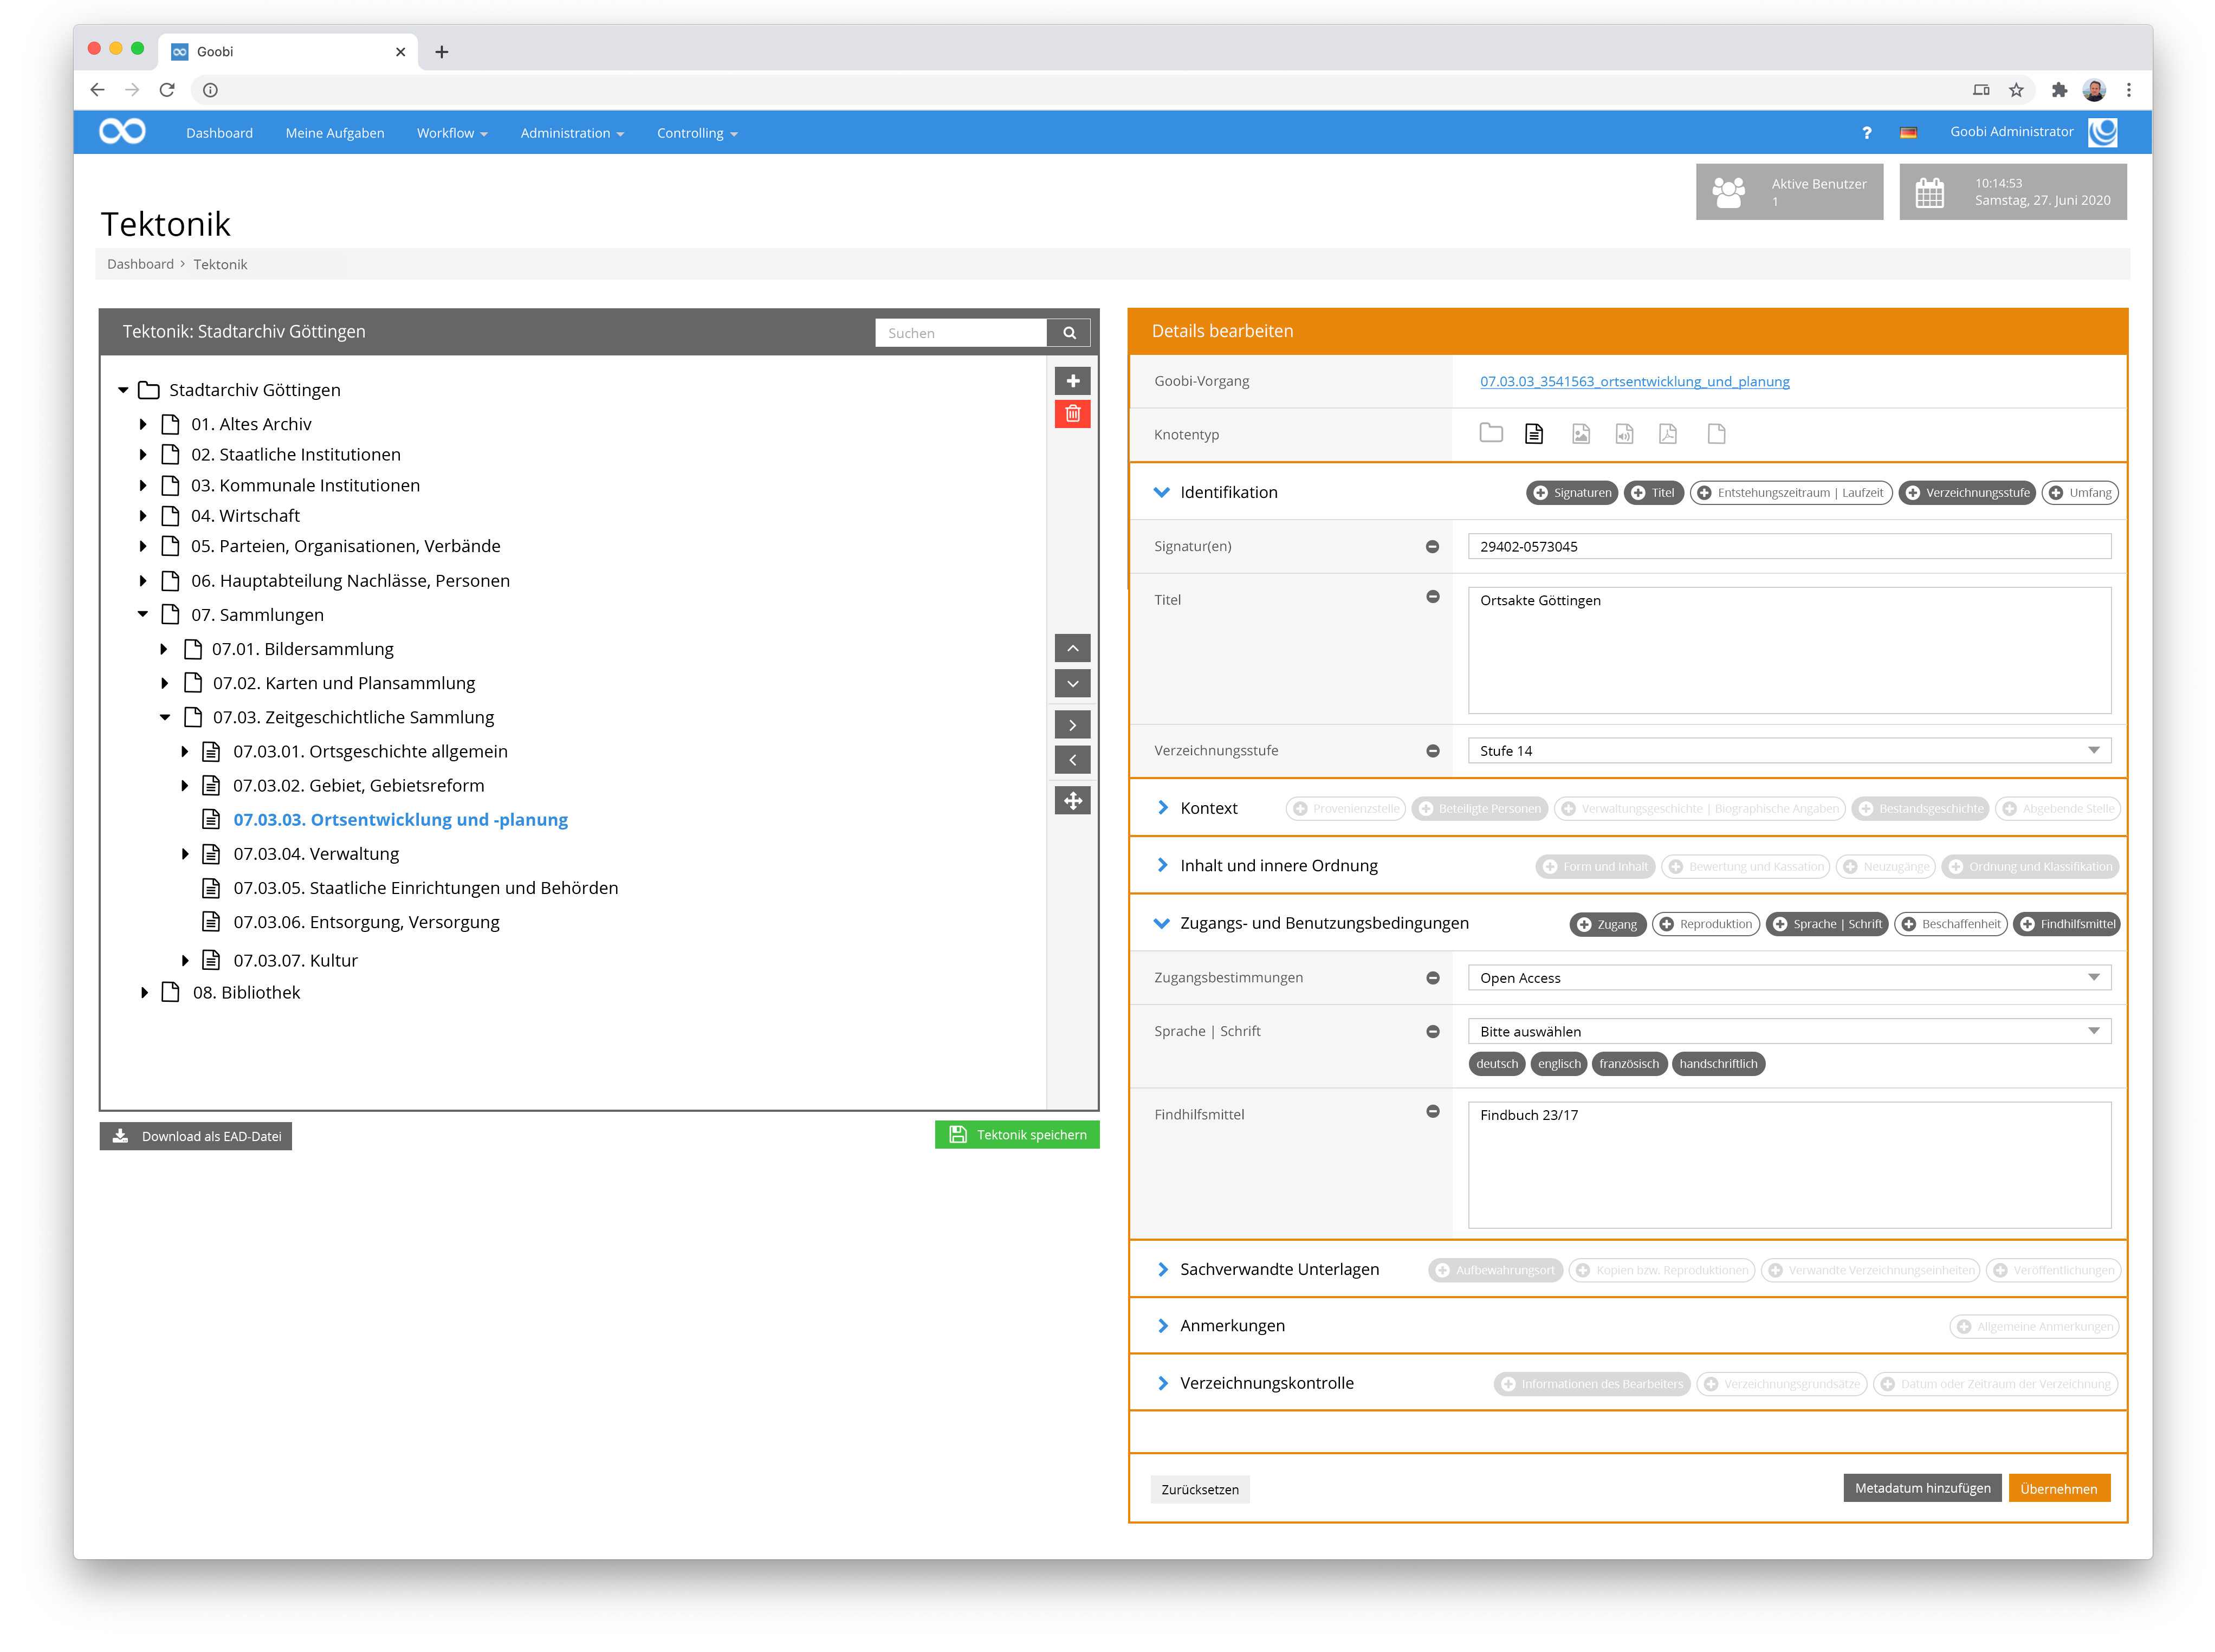 Goobi
Dashboard Meine Aufgaben Workflow Administration Controlling ? Goobi Administrator
Aktive Benutzer
1
10:14:53
Samstag, 27. Juni 2020
Tektonik
Dashboard > Tektonik
Tektonik: Stadtarchiv Göttingen Suchen
Stadtarchiv Göttingen
01. Altes Archiv
02. Staatliche Institutionen
03. Kommunale Institutionen
04. Wirtschaft
05. Parteien, Organisationen, Verbände
06. Hauptabteilung Nachlässe, Personen
07. Sammlungen
07.01. Bildersammlung
07.02. Karten und Plansammlung
07.03. Zeitgeschichtliche Sammlung
07.03.01. Ortsgeschichte allgemein
07.03.02. Gebiet, Gebietsreform
07.03.03. Ortsentwicklung und -planung
07.03.04. Verwaltung
07.03.05. Staatliche Einrichtungen und Behörden
07.03.06. Entsorgung, Versorgung
07.03.07. Kultur
08. Bibliothek
Download als EAD-Datei Tektonik speichern
Details bearbeiten
Goobi-Vorgang 07.03.03_3541563_ortsentwicklung_und_planung
Knotentyp
Identifikation Signaturen Titel Entstehungszeitraum | Laufzeit Verzeichnungsstufe Umfang
Signatur(en) 29402-0573045
Titel Ortsakte Göttingen
Verzeichnungsstufe Stufe 14
Kontext Provenienzstelle Beteiligte Personen Verwaltungsgeschichte | Biographische Angaben Bestandsgeschichte Abgebende Stelle
Inhalt und innere Ordnung Form und Inhalt Bewertung und Kassation Neuzugänge Ordnung und Klassifikation
Zugangs- und Benutzungsbedingungen Zugang Reproduktion Sprache | Schrift Beschaffenheit Findhilfsmittel
Zugangsbestimmungen Open Access
Sprache | Schrift Bitte auswählen
deutsch englisch französisch handschriftlich
Findhilfsmittel Findbuch 23/17
Sachverwandte Unterlagen Aufbewahrungsort Kopien bzw. Reproduktionen Verwandte Verzeichnungseinheiten Veröffentlichungen
Anmerkungen Allgemeine Anmerkungen
Verzeichnungskontrolle Informationen des Bearbeiters Verzeichnungsgrundsätze Datum oder Zeitraum der Verzeichnung
Zurücksetzen Metadatum hinzufügen Übernehmen